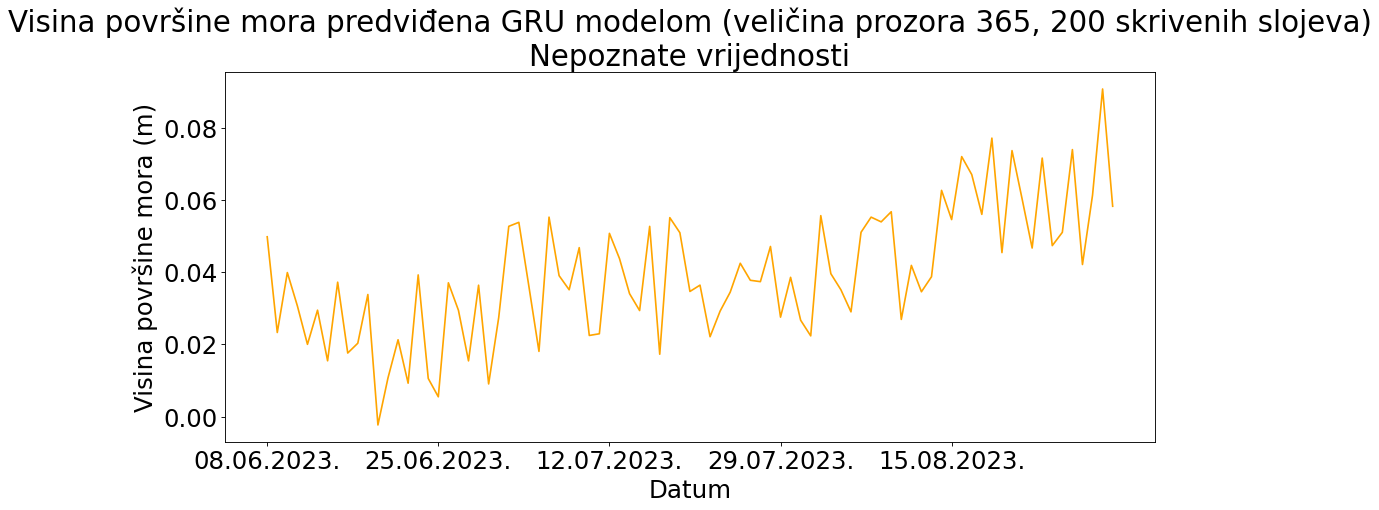 Visina površine mora predviđena GRU modelom (veličina prozora 365, 200 skrivenih slojeva)
Nepoznate vrijednosti
Visina površine mora (m)
0.08
0.06
0.04
0.02
0.00
08.06.2023. 25.06.2023. 12.07.2023. 29.07.2023. 15.08.2023.
Datum